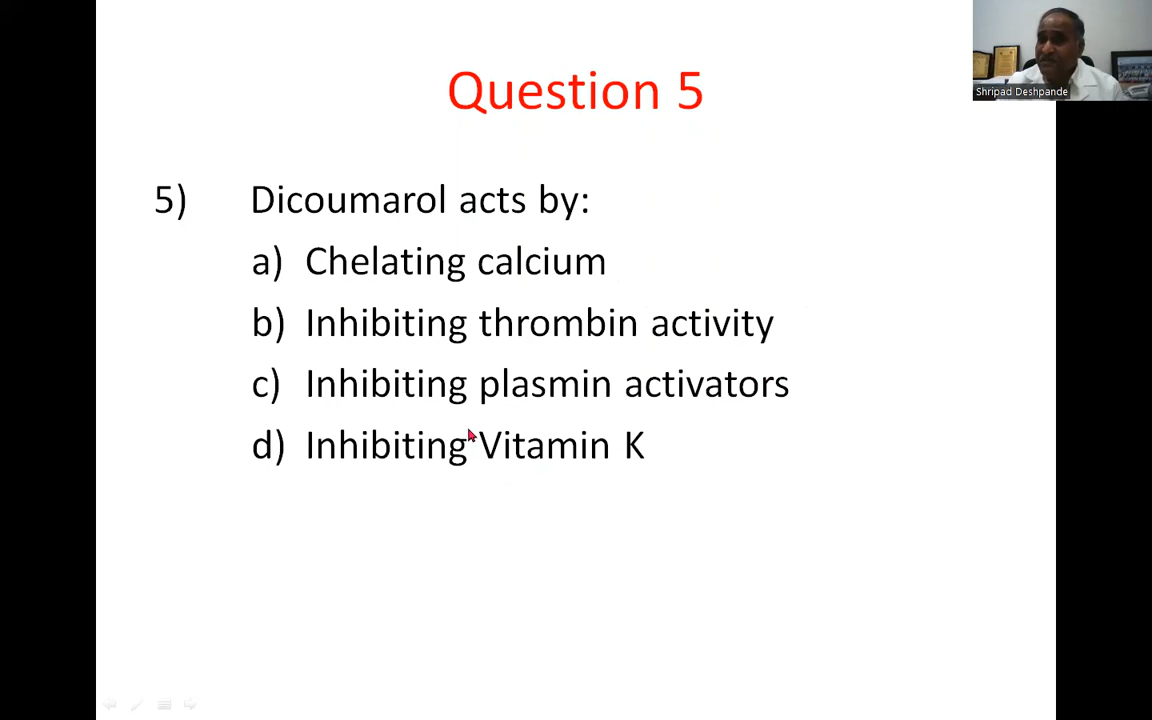 Shripad Deshpande
Question 5
5) Dicoumarol acts by:
a) Chelating calcium
b) Inhibiting thrombin activity
c) Inhibiting plasmin activators
d) Inhibiting Vitamin K